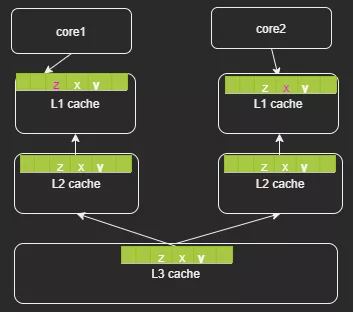 core1
core2
z x y
z x y
L1 cache
L1 cache
z x y
z x y
L2 cache
L2 cache
z x y
L3 cache